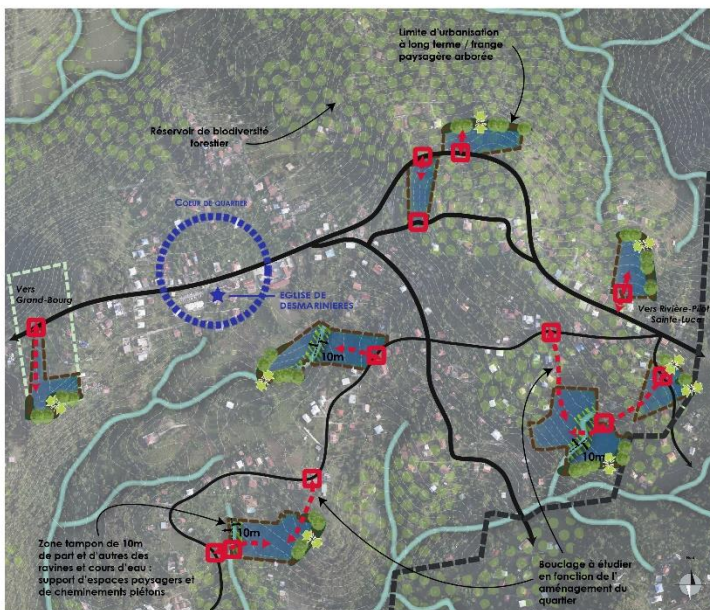 Limite d'urbanisation
à long terme / frange
paysagère arborée
Réservoir de biodiversité
forestier
COEUR DE QUARTIER
Vers
Grand-Bourg
EGLISE DE
DESMARINIERES
Vers Rivière-Pilote
Sainte-Luce
10m
10m
10m
Zone tampon de 10m
de part et d'autres des
ravines et cours d'eau :
support d'espaces paysagers et
de cheminements piétons
Bouclage à étudier
en fonction de l'
aménagement du
quartier